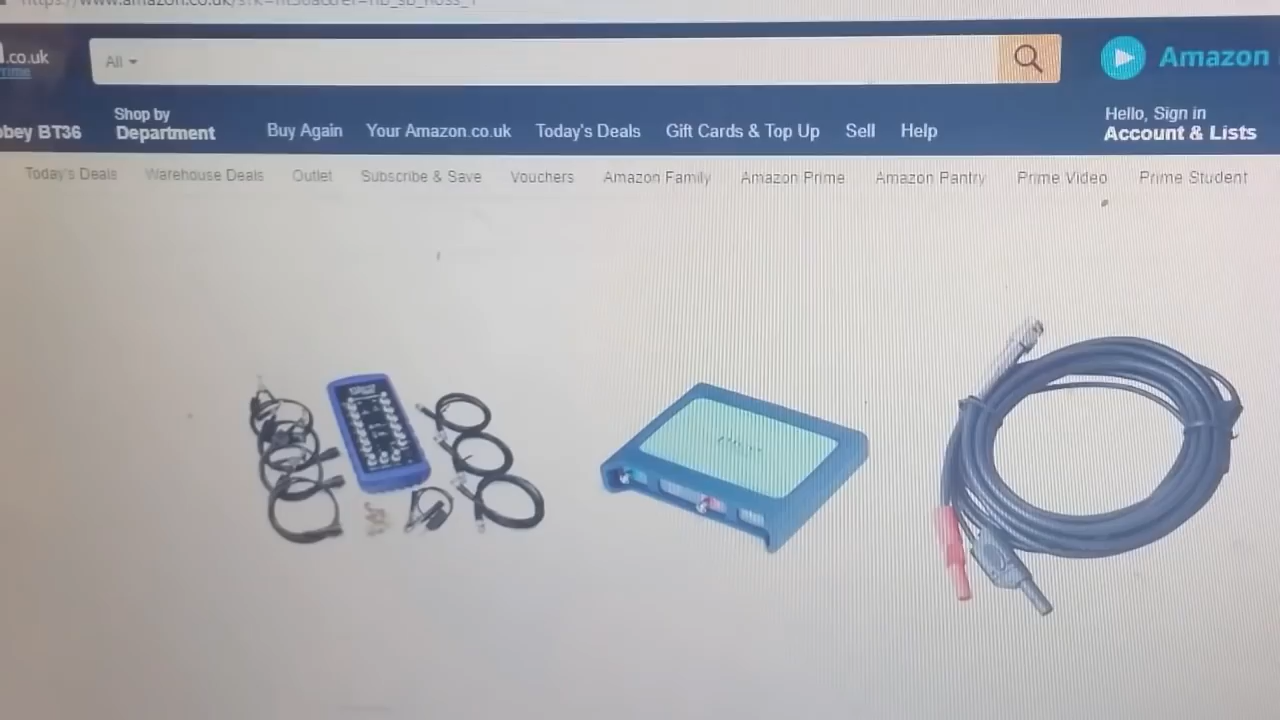 .co.uk
All
Amazon
Shop by
Department
BT36
Buy Again
Your Amazon.co.uk
Today's Deals
Gift Cards & Top Up
Sell
Help
Hello, Sign in
Account & Lists
Today's Deals
Warehouse Deals
Outlet
Subscribe & Save
Vouchers
Amazon Family
Amazon Prime
Amazon Pantry
Prime Video
Prime Student